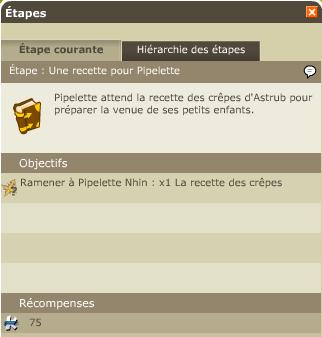 Étapes
Étape courante
Hiérarchie des étapes
Étape : Une recette pour Pipelette
Pipelette attend la recette des crêpes d'Astrub pour
préparer la venue de ses petits enfants.
Objectifs
Ramener à Pipelette Nhin : x1 La recette des crêpes
Récompenses
75